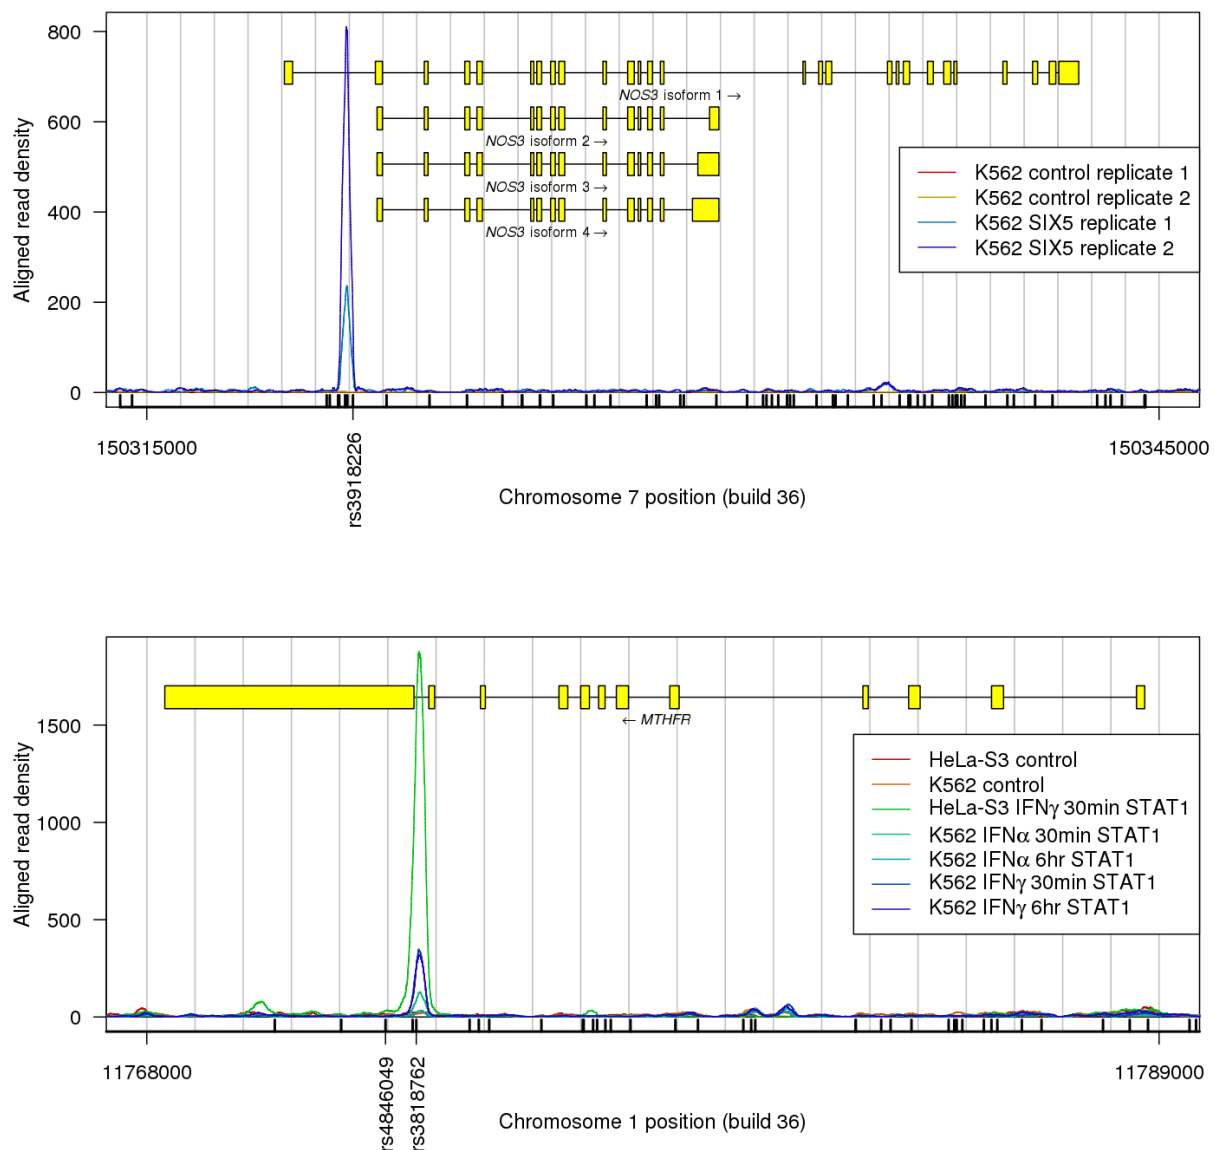 800
600
400
200
0
Aligned read density
NOS3 isoform 1 →
NOS3 isoform 2 →
NOS3 isoform 3 →
NOS3 isoform 4 →
K562 control replicate 1
K562 control replicate 2
K562 SIX5 replicate 1
K562 SIX5 replicate 2
150315000
rs3918226
150345000
Chromosome 7 position (build 36)
1500
1000
500
0
Aligned read density
← MTHFR
HeLa-S3 control
K562 control
HeLa-S3 IFNγ 30min STAT1
K562 IFNα 30min STAT1
K562 IFNα 6hr STAT1
K562 IFNγ 30min STAT1
K562 IFNγ 6hr STAT1
11768000
rs4846049
rs3818762
11789000
Chromosome 1 position (build 36)